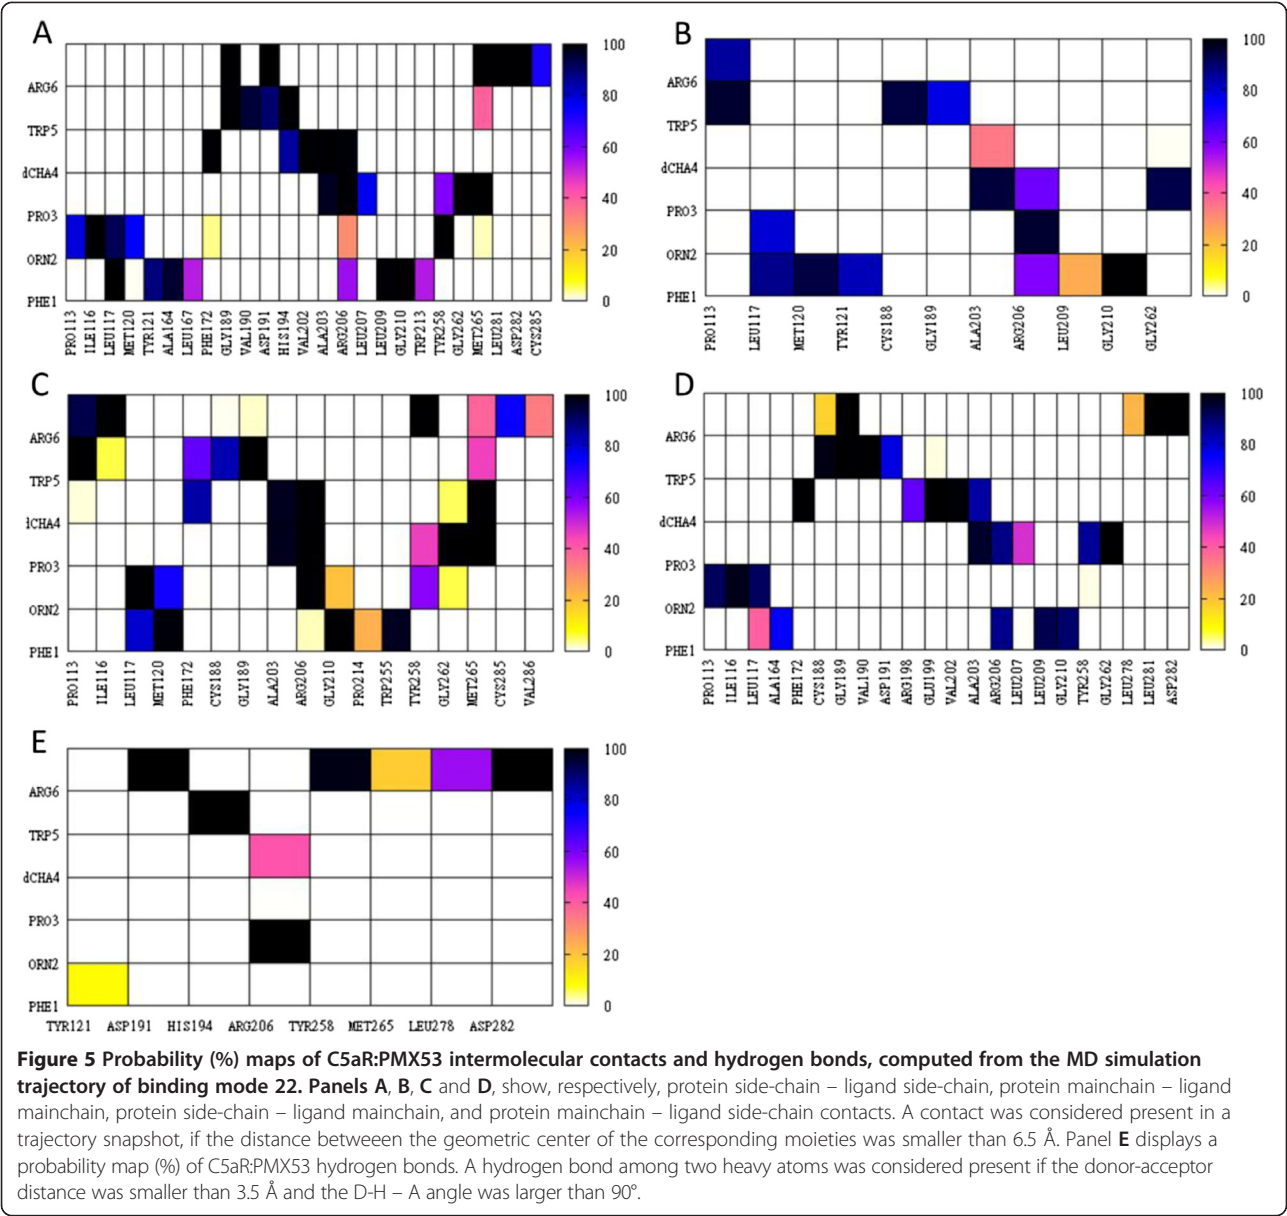 A
100
80
60
40
20
0
ARG6
TRP5
dCHA4
PRO3
ORN2
PHE1
PRO113 ILE116 LEU117 MET120 TYR121 ALA164 LEU167 PHE172 GLY189 VAL190 ASP191 HIS194 VAL202 ALA203 ARG206 LEU207 LEU209 GLY210 TRP213 TYR258 GLY262 MET265 LEU281 ASP282 CYS285
B
100
80
60
40
20
0
ARG6
TRP5
dCHA4
PRO3
ORN2
PHE1
PRO113 LEU117 MET120 TYR121 CYS188 GLY189 ALA203 ARG206 LEU209 GLY210 GLY262
C
100
80
60
40
20
0
ARG6
TRP5
lCHA4
PRO3
ORN2
PHE1
PRO113 ILE116 LEU117 MET120 PHE172 CYS188 GLY189 ALA203 ARG206 GLY210 PRO214 TRP255 TYR258 GLY262 MET265 CYS285 VAL286
D
100
80
60
40
20
0
ARG6
TRP5
dCHA4
PRO3
ORN2
PHE1
PRO113 ILE116 LEU117 ALA164 PHE172 CYS188 GLY189 VAL190 ASP191 ARG198 GLU199 VAL202 ALA203 ARG206 LEU207 LEU209 GLY210 TYR258 GLY262 LEU278 LEU281 ASP282
E
100
80
60
40
20
0
ARG6
TRP5
dCHA4
PRO3
ORN2
PHE1
TYR121 ASP191 HIS194 ARG206 TYR258 MET265 LEU278 ASP282
Figure 5 Probability (%) maps of C5aR:PMX53 intermolecular contacts and hydrogen bonds, computed from the MD simulation
trajectory of binding mode 22. Panels A, B, C and D, show, respectively, protein side-chain – ligand side-chain, protein mainchain – ligand
mainchain, protein side-chain – ligand mainchain, and protein mainchain – ligand side-chain contacts. A contact was considered present in a
trajectory snapshot, if the distance betweeen the geometric center of the corresponding moieties was smaller than 6.5 Å. Panel E displays a
probability map (%) of C5aR:PMX53 hydrogen bonds. A hydrogen bond among two heavy atoms was considered present if the donor-acceptor
distance was smaller than 3.5 Å and the D-H – A angle was larger than 90°.